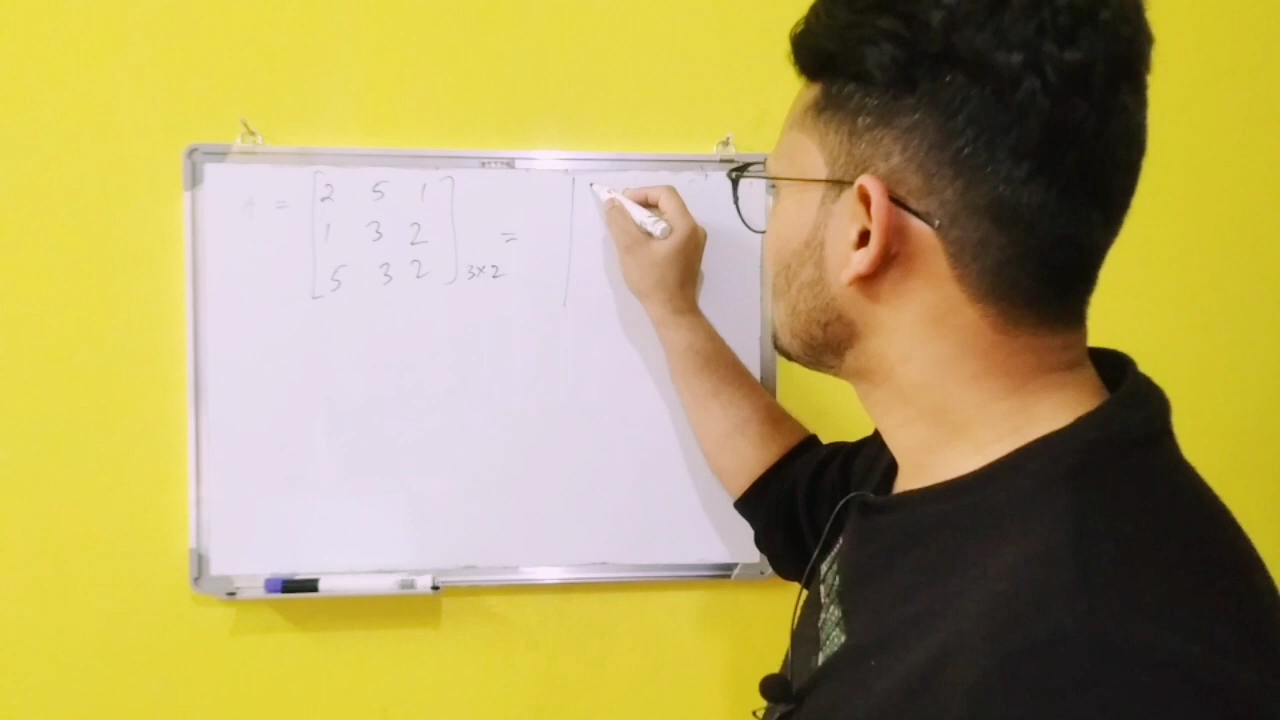 A = [ 2 5 1
1 3 2 =
5 3 2 ] 3×2